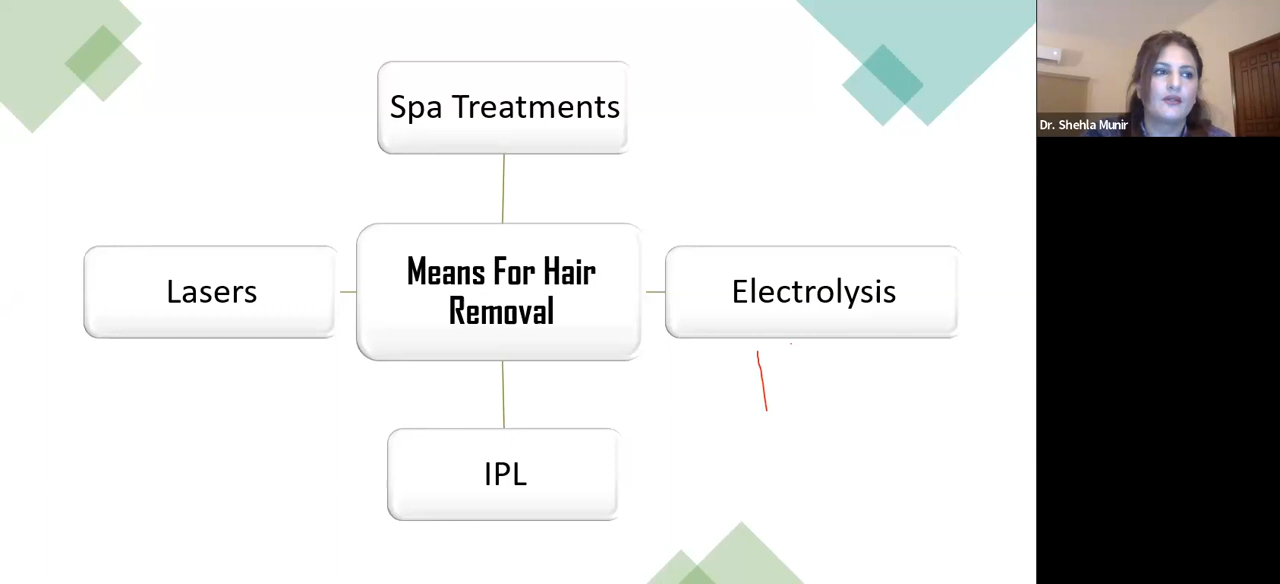 Spa Treatments
Dr. Shehla Munir
Lasers
Means For Hair
Removal
Electrolysis
IPL